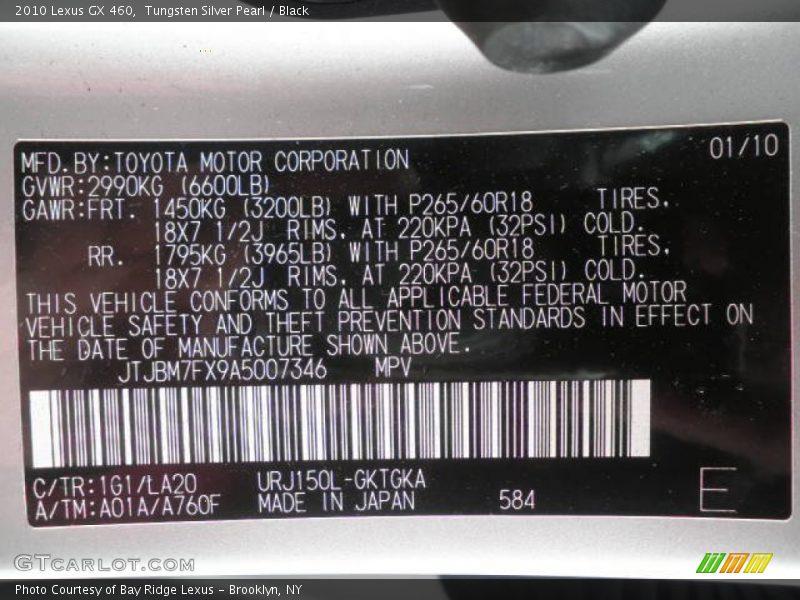 2010 Lexus GX 460, Tungsten Silver Pearl / Black
01/10
MFD.BY:TOYOTA MOTOR CORPORATION
GVWR:2990KG (6600LB)
GAWR:FRT. 1450KG (3200LB) WITH P265/60R18 TIRES,
18X7 1/2J RIMS, AT 220KPA (32PSI) COLD.
RR. 1795KG (3965LB) WITH P265/60R18 TIRES,
18X7 1/2J RIMS, AT 220KPA (32PSI) COLD.
THIS VEHICLE CONFORMS TO ALL APPLICABLE FEDERAL MOTOR
VEHICLE SAFETY AND THEFT PREVENTION STANDARDS IN EFFECT ON
THE DATE OF MANUFACTURE SHOWN ABOVE.
JTJBM7FX9A5007346 MPV
C/TR:1G1/LA20 URJ150L-GKTGKA
A/TM:A01A/A760F MADE IN JAPAN 584 E
GTCARLOT.COM
Photo Courtesy of Bay Ridge Lexus - Brooklyn, NY